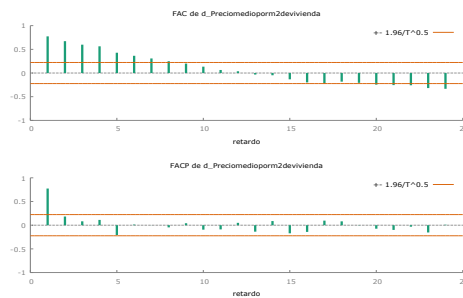 FAC de d_Preciomedioporm2devivienda
+- 1.96/T^0.5
1
0.5
0
-0.5
-1
0 5 10 15 20 25
retardo
FACP de d_Preciomedioporm2devivienda
+- 1.96/T^0.5
1
0.5
0
-0.5
-1
0 5 10 15 20 25
retardo